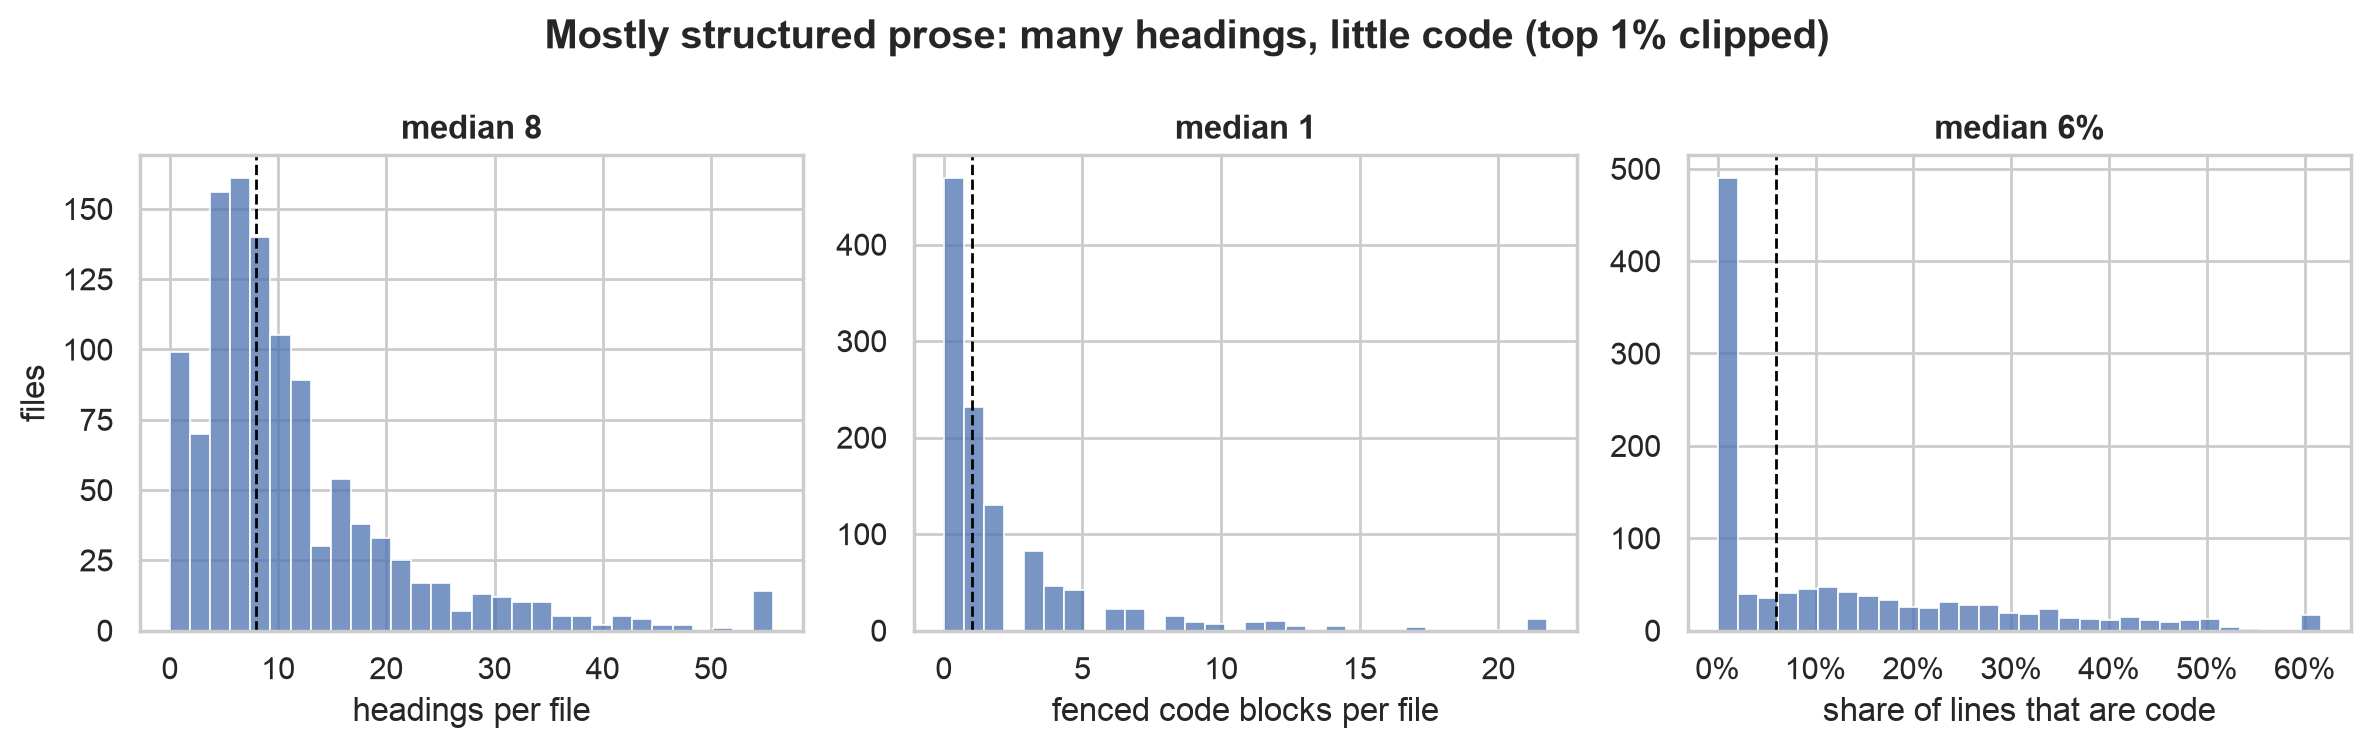 Mostly structured prose: many headings, little code (top 1% clipped)
median 8
files
150
125
100
75
50
25
0
0 10 20 30 40 50
headings per file
median 1
400
300
200
100
0
0 5 10 15 20
fenced code blocks per file
median 6%
500
400
300
200
100
0
0% 10% 20% 30% 40% 50% 60%
share of lines that are code